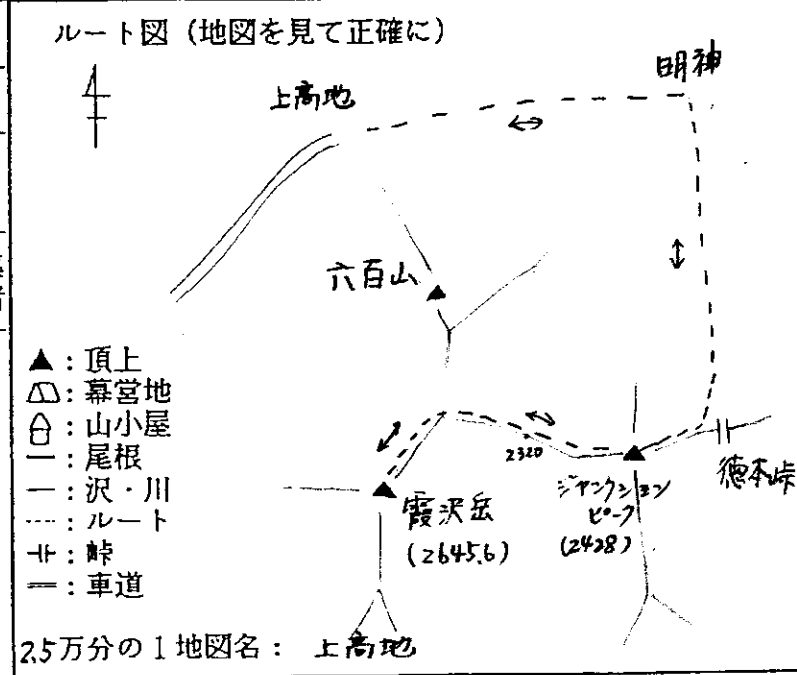 ルート図（地図を見て正確に）
明神
上高地
六百山
▲：頂上
：幕営地
：山小屋
—：尾根
—：沢・川
----：ルート
：峠
＝：車道
2320
霞沢岳
(2645.6)
ジャンクション
ピーク
(2428)
徳本峠
2.5万分の1地図名： 上高地